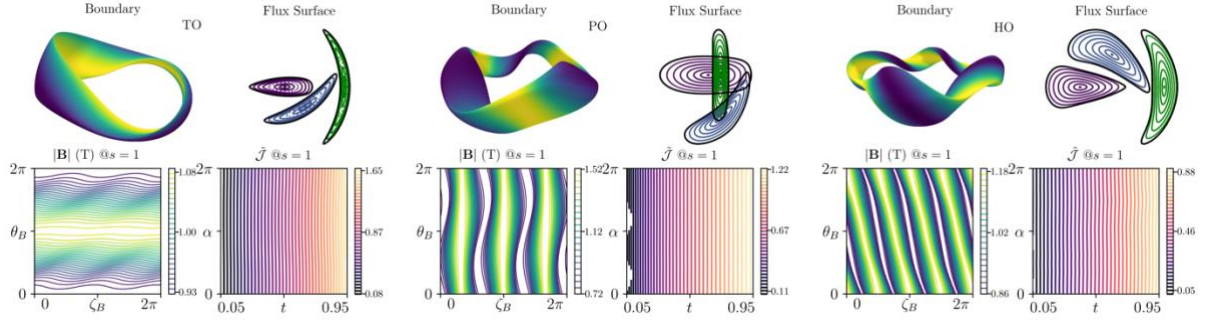 Boundary
TO
Flux Surface
Boundary
PO
Flux Surface
Boundary
HO
Flux Surface
|B| (T) @s = 1
𝒥̃ @s = 1
|B| (T) @s = 1
𝒥̃ @s = 1
|B| (T) @s = 1
𝒥̃ @s = 1
2π
θ_B
0
0
ζ_B
2π
1.08
1.00
0.93
2π
α
0
0.05
t
0.95
1.65
0.87
0.08
2π
θ_B
0
0
ζ_B
2π
1.52
1.12
0.72
2π
α
0
0.05
t
0.95
1.22
0.67
0.11
2π
θ_B
0
0
ζ_B
2π
1.18
1.02
0.86
2π
α
0
0.05
t
0.95
0.88
0.46
0.05